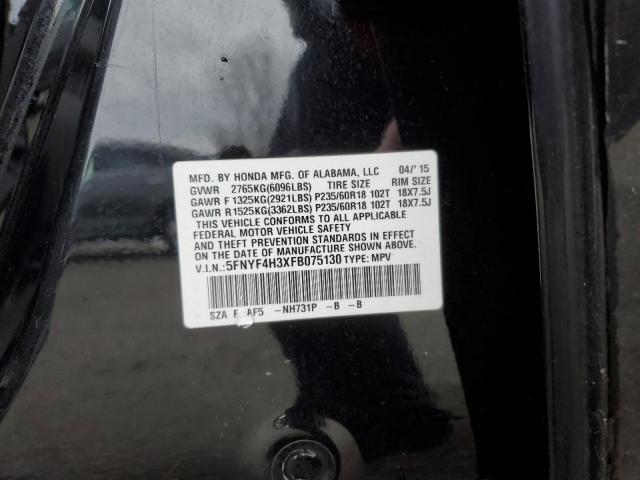 MFD. BY HONDA MFG. OF ALABAMA, LLC 04/'15
GVWR 2765KG(6096LBS) TIRE SIZE RIM SIZE
GAWR F 1325KG(2921LBS) P235/60R18 102T 18X7.5J
GAWR R 1525KG(3362LBS) P235/60R18 102T 18X7.5J
THIS VEHICLE CONFORMS TO ALL APPLICABLE
FEDERAL MOTOR VEHICLE SAFETY
AND THEFT PREVENTION STANDARDS IN EFFECT
ON THE DATE OF MANUFACTURE SHOWN ABOVE.
V.I.N.:5FNYF4H3XFB075130 TYPE: MPV
SZA F AF5 -NH731P -B -B